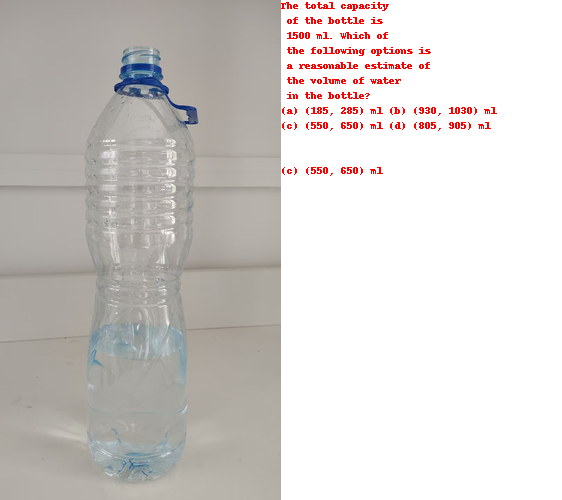 The total capacity
of the bottle is
1500 ml. Which of
the following options is
a reasonable estimate of
the volume of water
in the bottle?
(a) (185, 285) ml (b) (930, 1030) ml
(c) (550, 650) ml (d) (805, 905) ml
(c) (550, 650) ml